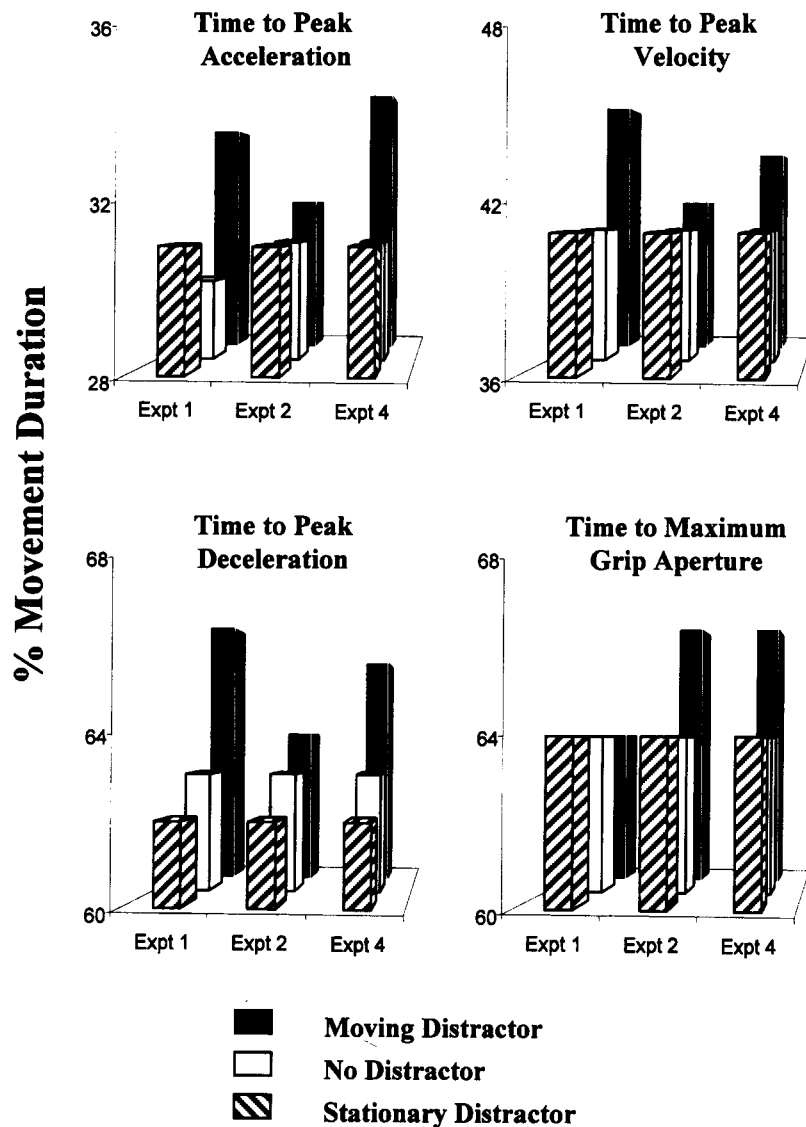 Time to Peak
Acceleration
36
32
28
Expt 1 Expt 2 Expt 4
Time to Peak
Velocity
48
42
36
Expt 1 Expt 2 Expt 4
% Movement Duration
Time to Peak
Deceleration
68
64
60
Expt 1 Expt 2 Expt 4
Time to Maximum
Grip Aperture
68
64
60
Expt 1 Expt 2 Expt 4
Moving Distractor
No Distractor
Stationary Distractor